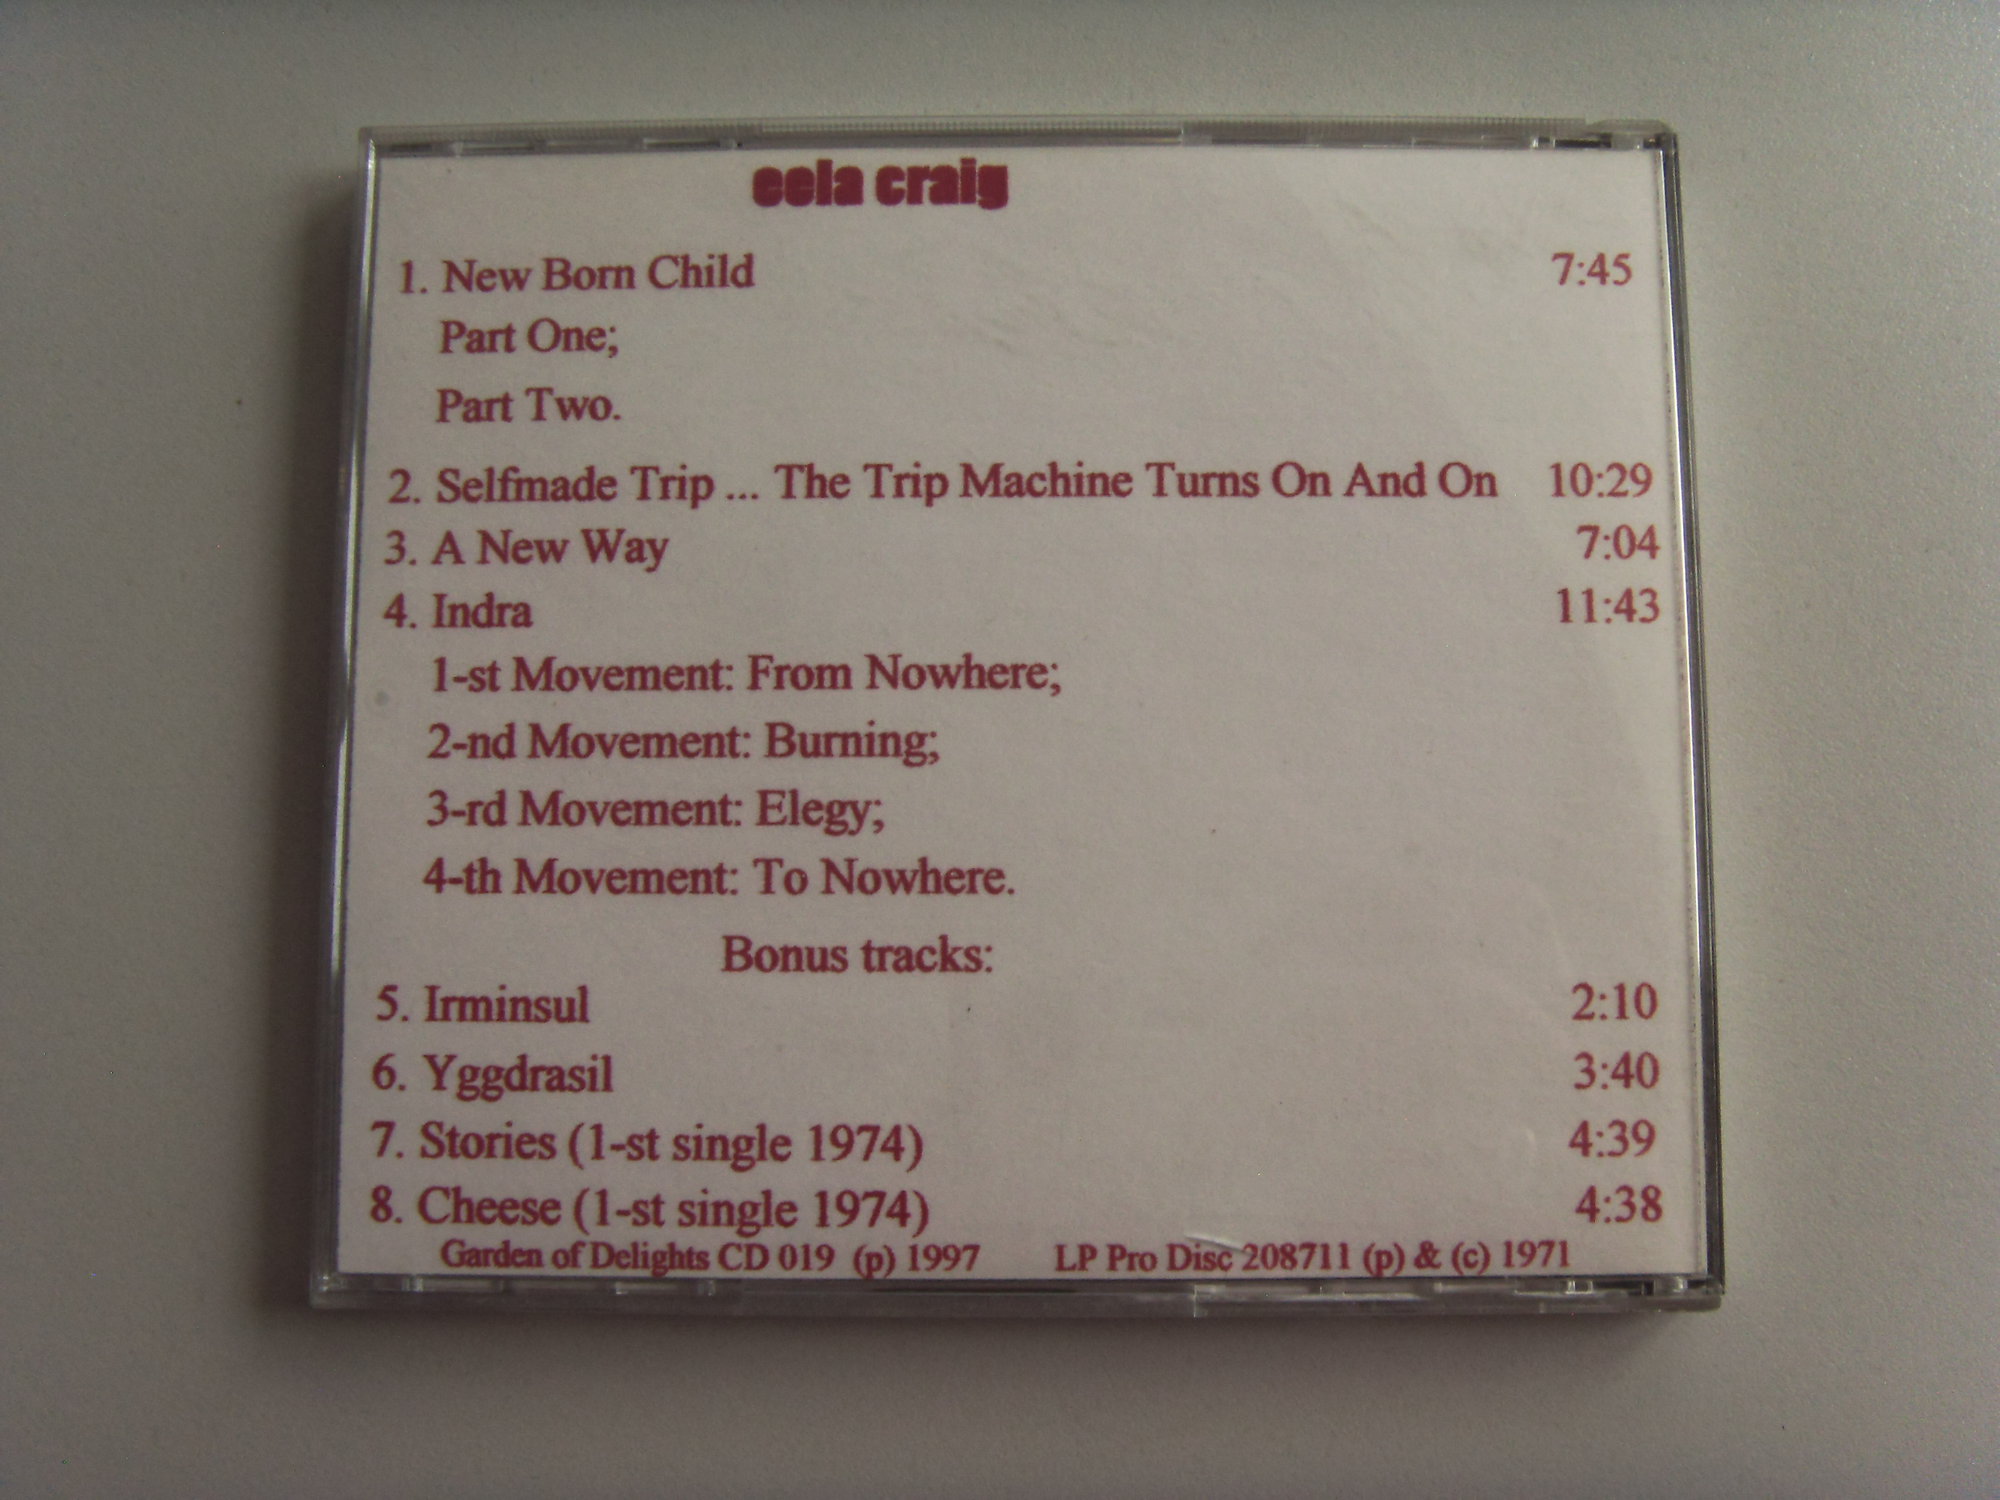 eela craig
1. New Born Child 7:45
Part One;
Part Two.
2. Selfmade Trip ... The Trip Machine Turns On And On 10:29
3. A New Way 7:04
4. Indra 11:43
1-st Movement: From Nowhere;
2-nd Movement: Burning;
3-rd Movement: Elegy;
4-th Movement: To Nowhere.
Bonus tracks:
5. Irminsul 2:10
6. Yggdrasil 3:40
7. Stories (1-st single 1974) 4:39
8. Cheese (1-st single 1974) 4:38
Garden of Delights CD 019 (p) 1997 LP Pro Disc 208711 (p) & (c) 1971